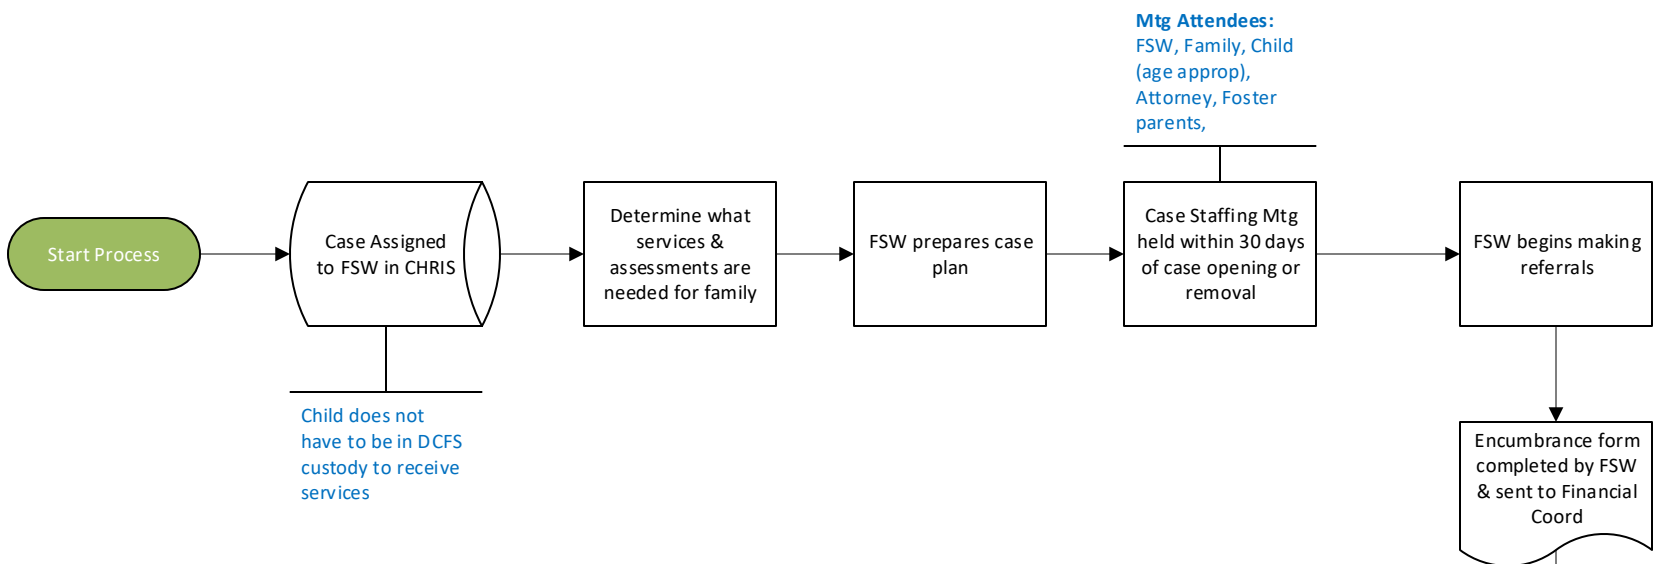 Mtg Attendees:
FSW, Family, Child
(age approp),
Attorney, Foster
parents,
Start Process
Case Assigned
to FSW in CHRIS
Determine what
services &
assessments are
needed for family
FSW prepares case
plan
Case Staffing Mtg
held within 30 days
of case opening or
removal
FSW begins making
referrals
Child does not
have to be in DCFS
custody to receive
services
Encumbrance form
completed by FSW
& sent to Financial
Coord